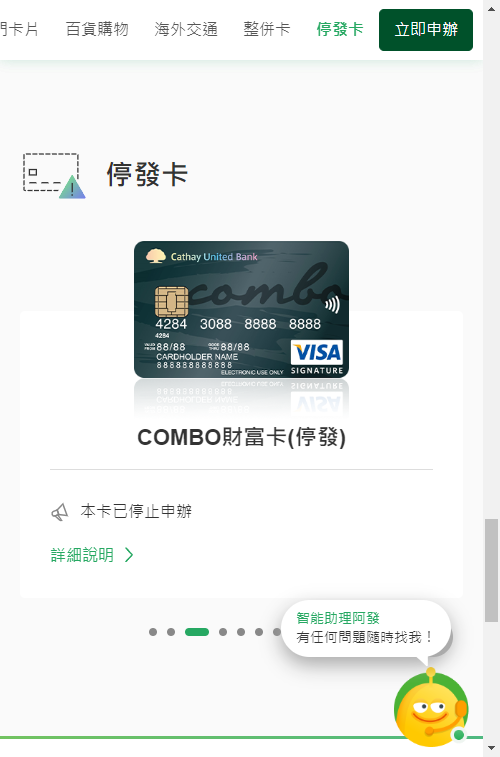 門卡片 百貨購物 海外交通 整併卡 停發卡 立即申辦
停發卡
Cathay United Bank
combo
4284 3088 8888 8888
4284
VALID FROM 88/88 GOOD THRU 88/88
CARDHOLDER NAME
88888888888
ELECTRONIC USE ONLY
VISA
SIGNATURE
COMBO財富卡(停發)
本卡已停止申辦
詳細說明
智能助理阿發
有任何問題隨時找我！